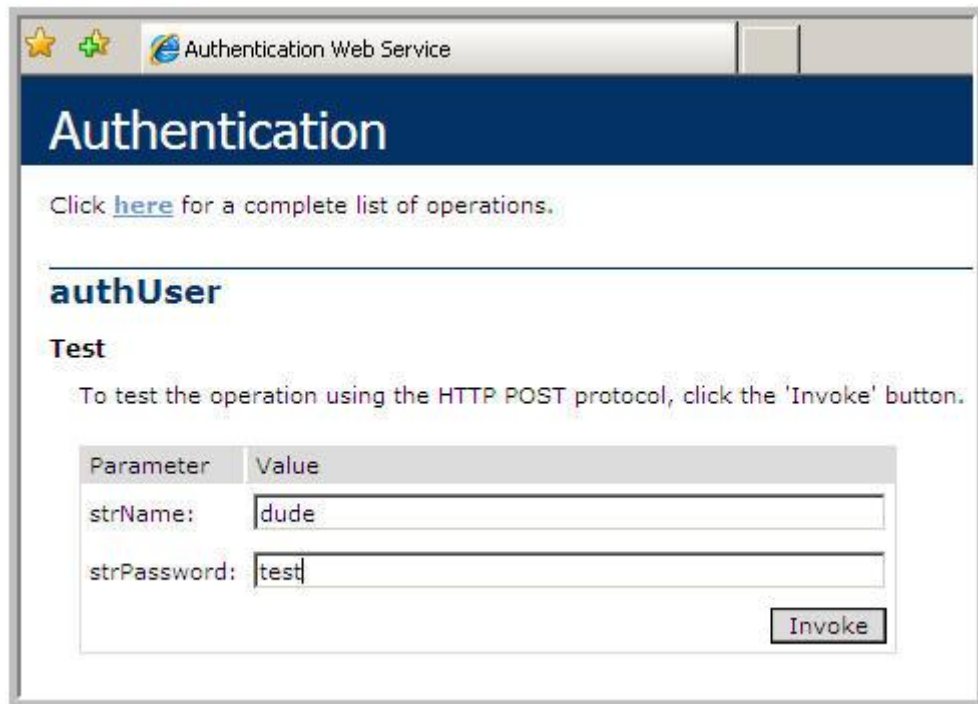 Authentication Web Service
Authentication
Click here for a complete list of operations.
authUser
Test
To test the operation using the HTTP POST protocol, click the 'Invoke' button.
Parameter Value
strName: dude
strPassword: test
Invoke